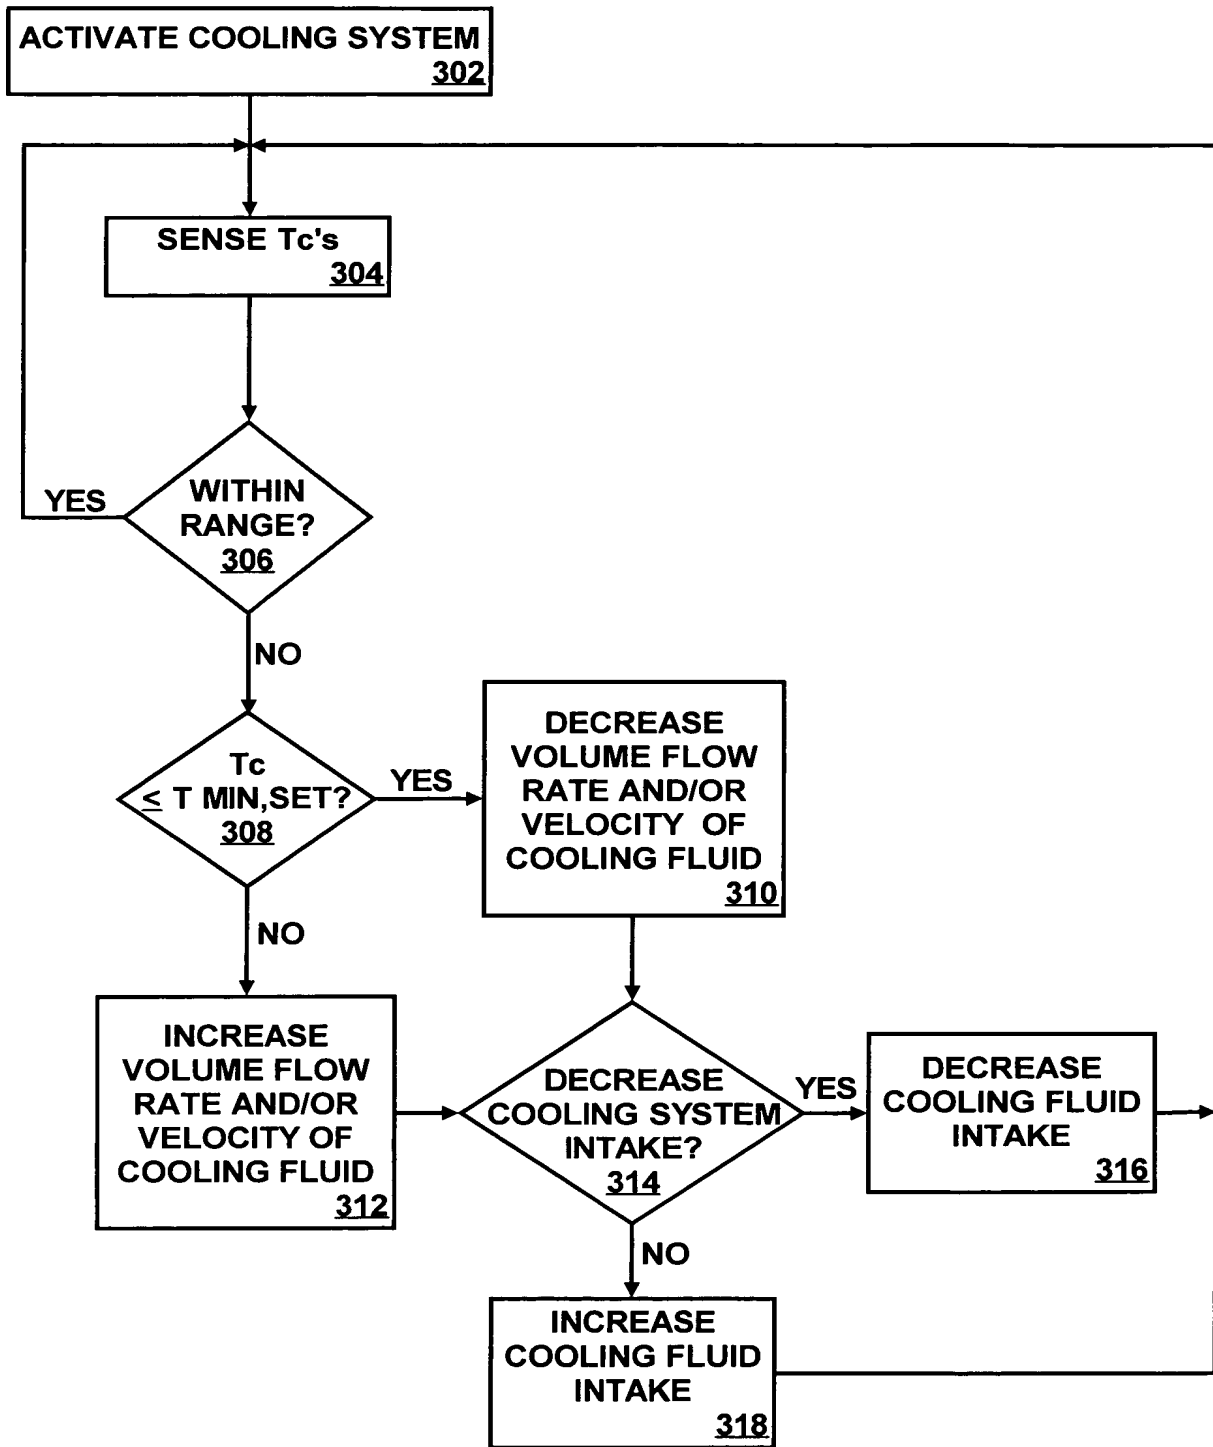 ACTIVATE COOLING SYSTEM
302
SENSE Tc's
304
YES
WITHIN
RANGE?
306
NO
Tc
≤ T MIN,SET?
308
YES
DECREASE
VOLUME FLOW
RATE AND/OR
VELOCITY OF
COOLING FLUID
310
NO
INCREASE
VOLUME FLOW
RATE AND/OR
VELOCITY OF
COOLING FLUID
312
DECREASE
COOLING SYSTEM
INTAKE?
314
YES
DECREASE
COOLING FLUID
INTAKE
316
NO
INCREASE
COOLING FLUID
INTAKE
318